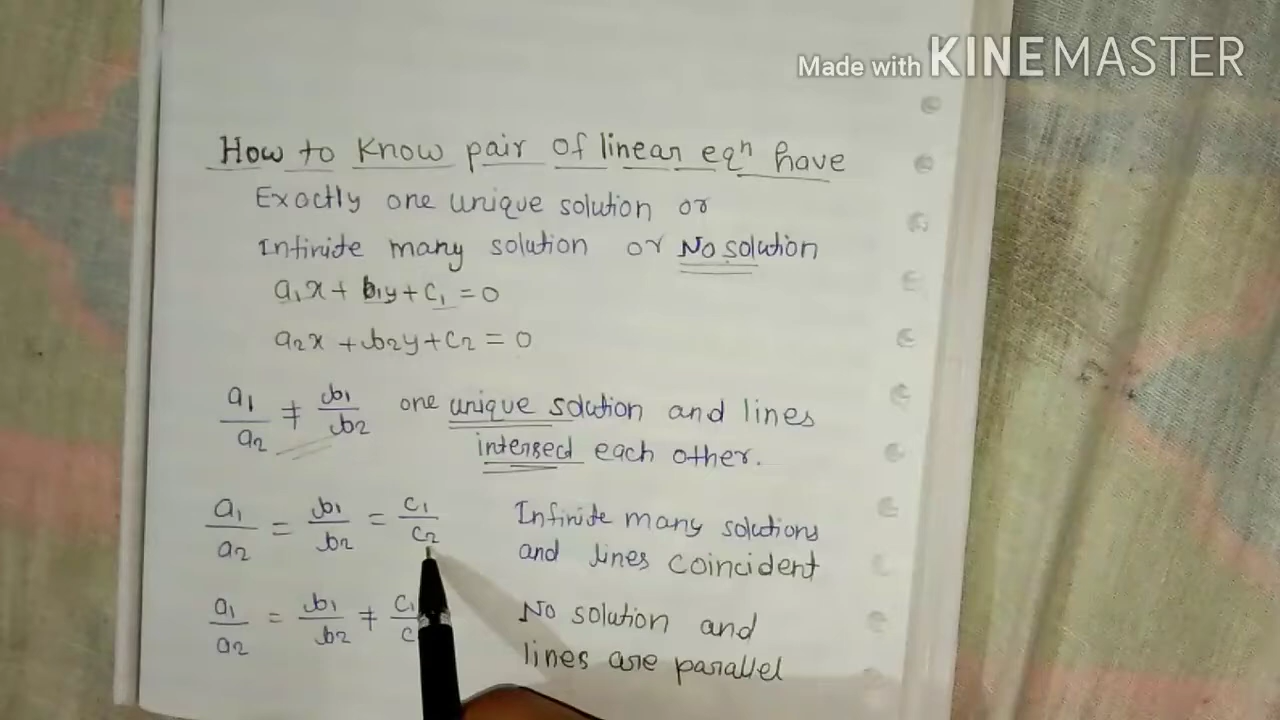 Made with KINEMASTER
How to Know pair of linear eqⁿ have
Exactly one unique solution or
Infinite many solution or No solution
a₁x + b₁y + c₁ = 0
a₂x + b₂y + c₂ = 0
a₁/a₂ ≠ b₁/b₂ one unique solution and lines
intersed each other.
a₁/a₂ = b₁/b₂ = c₁/c₂ Infinite many solutions
and lines coincident
a₁/a₂ = b₁/b₂ ≠ c₁/c No solution and
lines are parallel